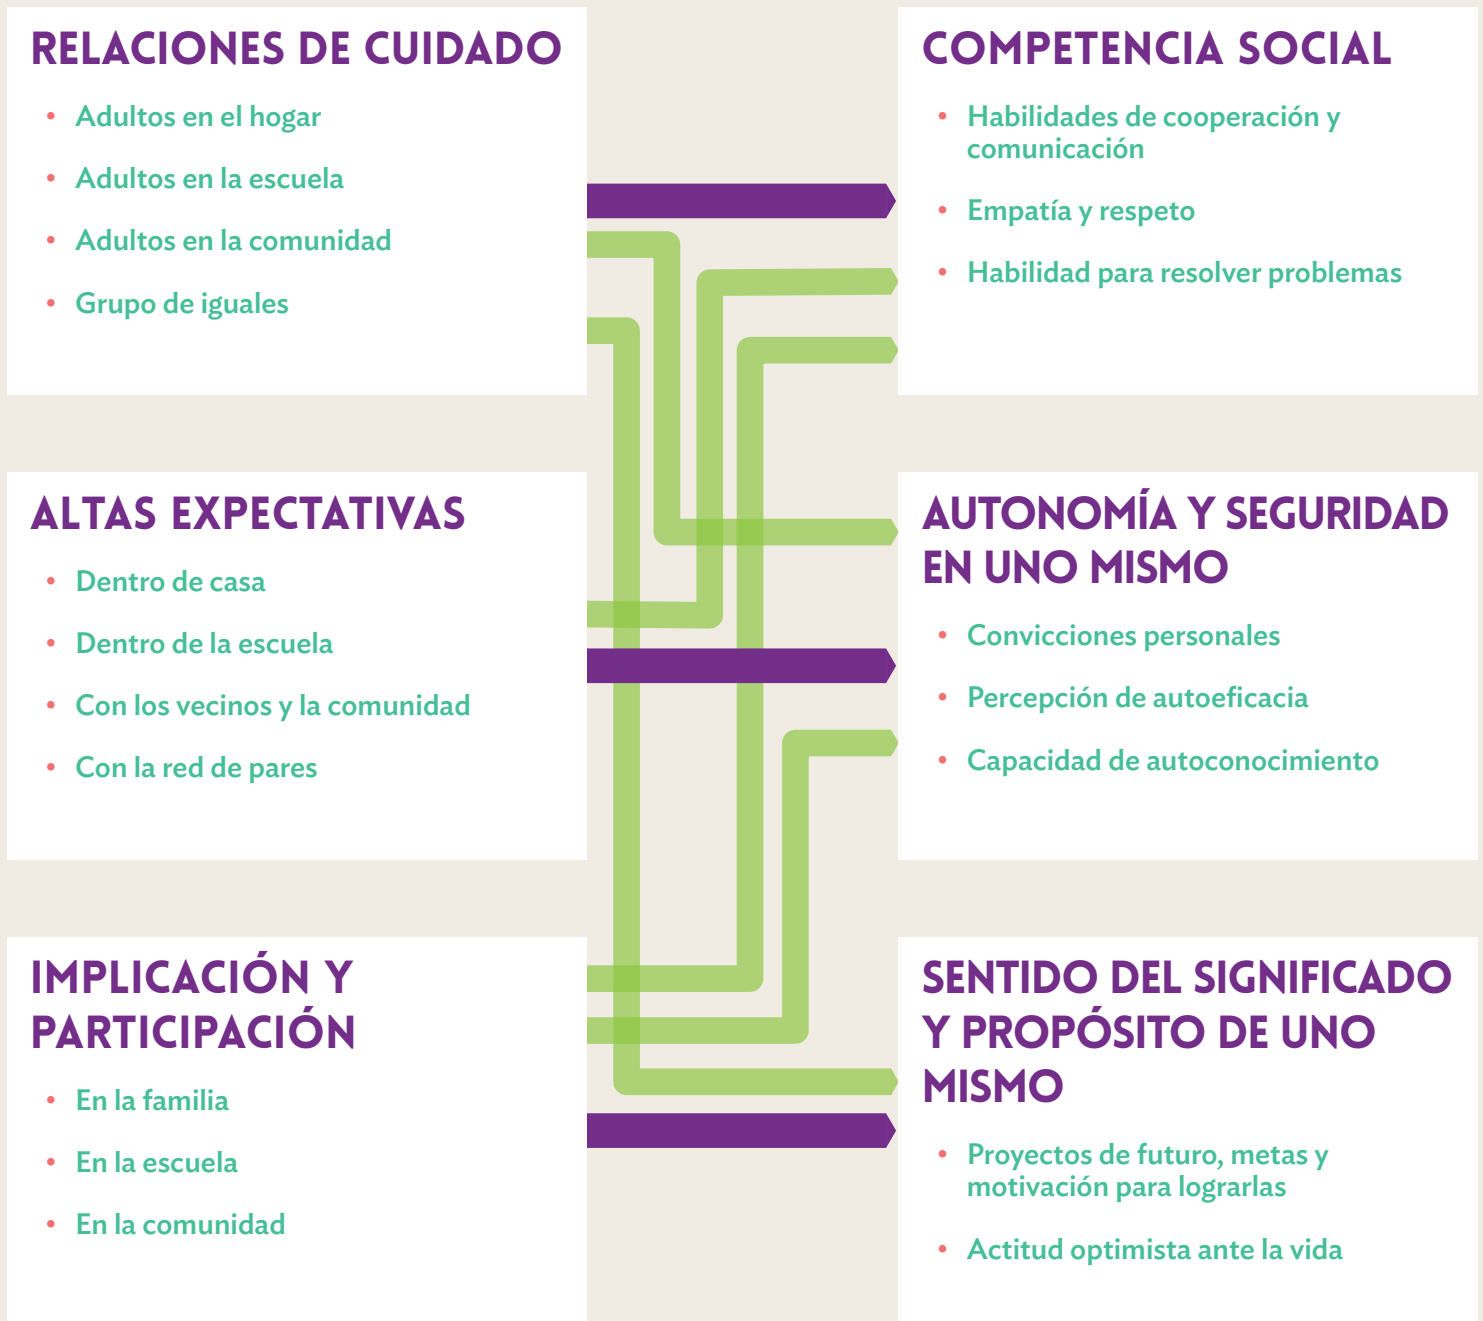 RELACIONES DE CUIDADO
• Adultos en el hogar
• Adultos en la escuela
• Adultos en la comunidad
• Grupo de iguales
COMPETENCIA SOCIAL
• Habilidades de cooperación y
comunicación
• Empatía y respeto
• Habilidad para resolver problemas
ALTAS EXPECTATIVAS
• Dentro de casa
• Dentro de la escuela
• Con los vecinos y la comunidad
• Con la red de pares
AUTONOMÍA Y SEGURIDAD
EN UNO MISMO
• Convicciones personales
• Percepción de autoeficacia
• Capacidad de autoconocimiento
IMPLICACIÓN Y
PARTICIPACIÓN
• En la familia
• En la escuela
• En la comunidad
SENTIDO DEL SIGNIFICADO
Y PROPÓSITO DE UNO
MISMO
• Proyectos de futuro, metas y
motivación para lograrlas
• Actitud optimista ante la vida